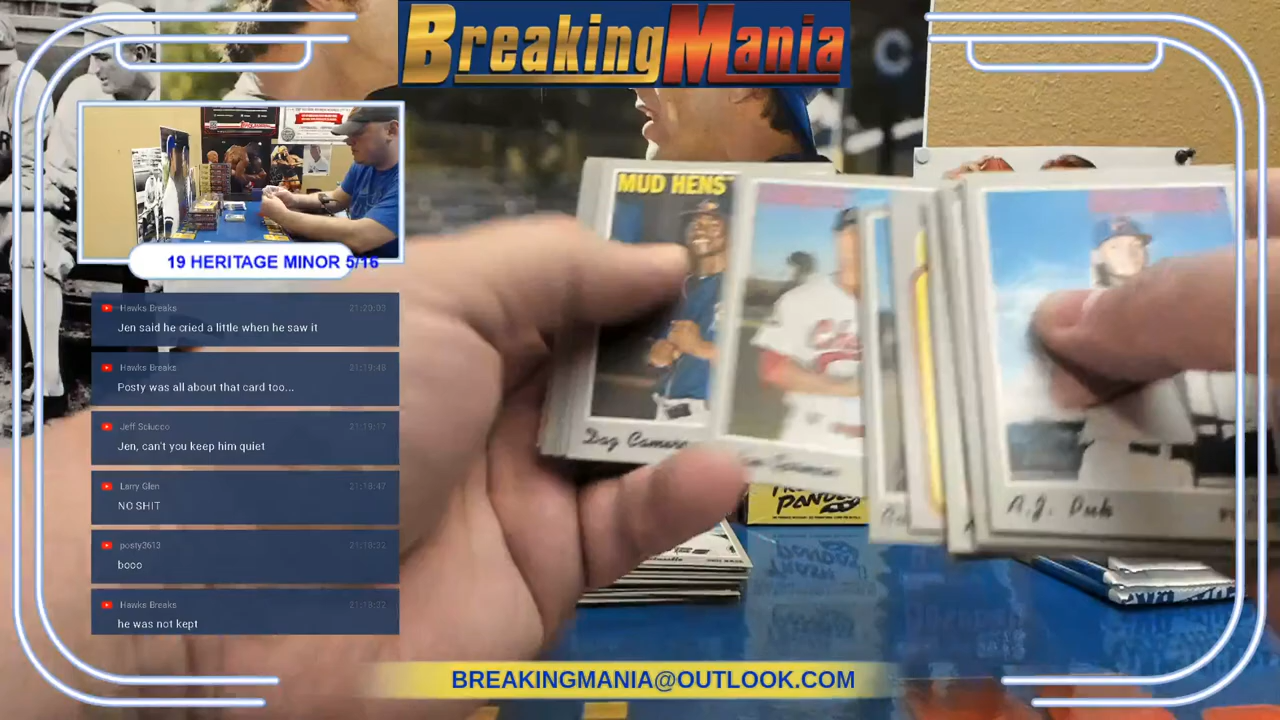 BreakingMania
19 HERITAGE MINOR 5/16
Hawks Breaks 21:20:03
Jen said he cried a little when he saw it
Hawks Breaks 21:19:48
Posty was all about that card too...
Jeff Sciucco 21:19:17
Jen, can't you keep him quiet
Larry Glen 21:18:47
NO SHIT
posty3613 21:18:32
booo
Hawks Breaks
he was not kept
MUD HENS
Daz Cameron
A.J. Puk
BREAKINGMANIA@OUTLOOK.COM